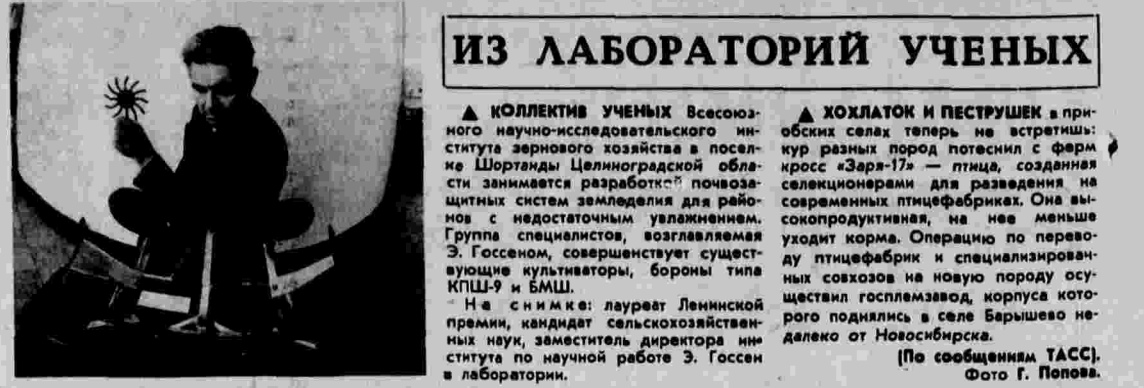 ИЗ ЛАБОРАТОРИЙ УЧЕНЫХ
▲ КОЛЛЕКТИВ УЧЕНЫХ Всесоюз-
ного научно-исследовательского ин-
ститута зернового хозяйства в посел-
ке Шортанды Целиноградской обла-
сти занимается разработкой почвоза-
щитных систем земледелия для райо-
нов с недостаточным увлажнением.
Группа специалистов, возглавляемая
Э. Госсеном, совершенствует сущест-
вующие культиваторы, бороны типа
КПШ-9 и БМШ.
На снимке: лауреат Ленинской
премии, кандидат сельскохозяйствен-
ных наук, заместитель директора ин-
ститута по научной работе Э. Госсен
в лаборатории.
▲ ХОХЛАТОК И ПЕСТРУШЕК в при-
обских селах теперь не встретишь:
кур разных пород потеснил с ферм
кросс «Заря-17» — птица, созданная
селекционерами для разведения на
современных птицефабриках. Она вы-
сокопродуктивная, на нее меньше
уходит корма. Операцию по перево-
ду птицефабрик и специализирован-
ных совхозов на новую породу осу-
ществил госплемзавод, корпуса кото-
рого поднялись в селе Барышево не-
далеко от Новосибирска.
(По сообщениям ТАСС).
Фото Г. Попова.